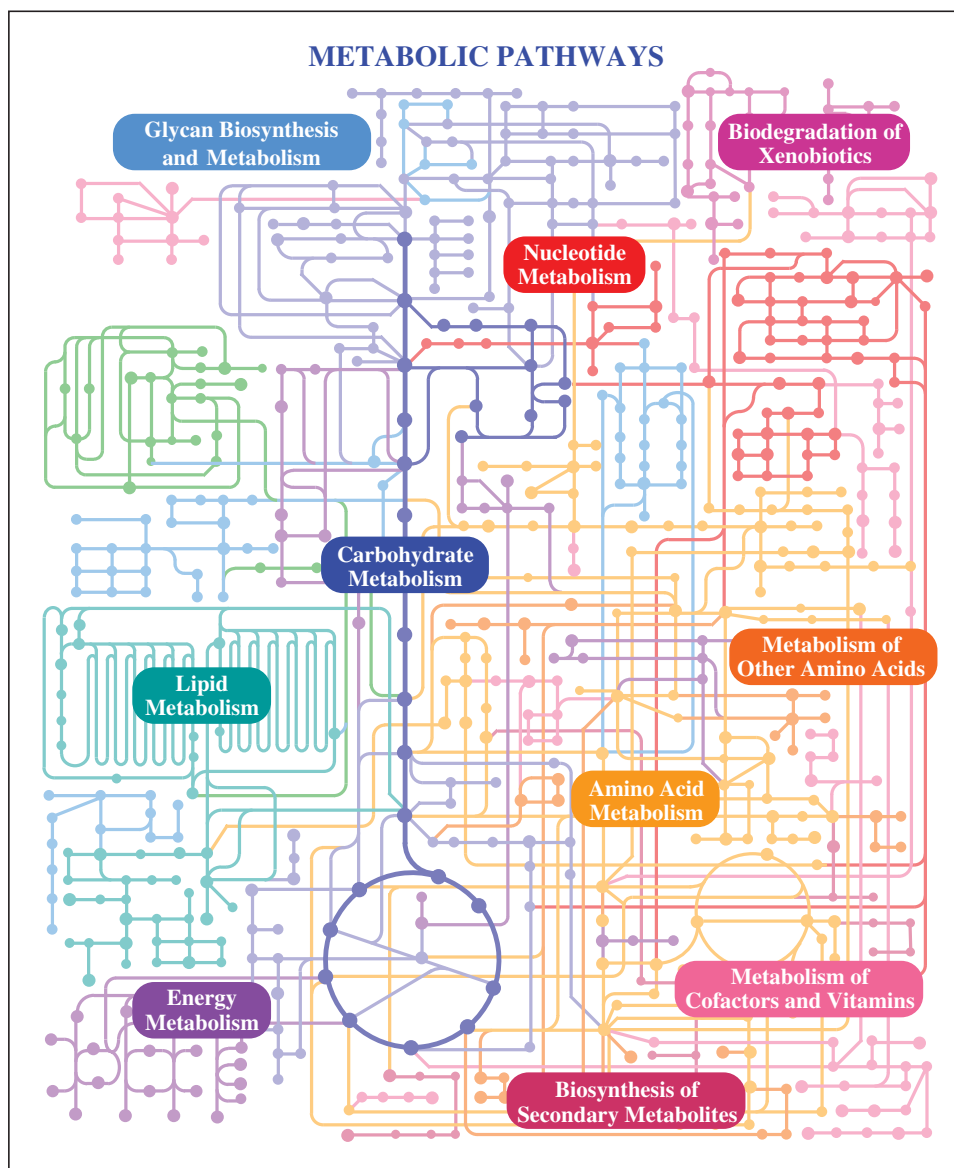 METABOLIC PATHWAYS
Glycan Biosynthesis
and Metabolism
Biodegradation of
Xenobiotics
Nucleotide
Metabolism
Carbohydrate
Metabolism
Metabolism of
Other Amino Acids
Lipid
Metabolism
Amino Acid
Metabolism
Energy
Metabolism
Metabolism of
Cofactors and Vitamins
Biosynthesis of
Secondary Metabolites